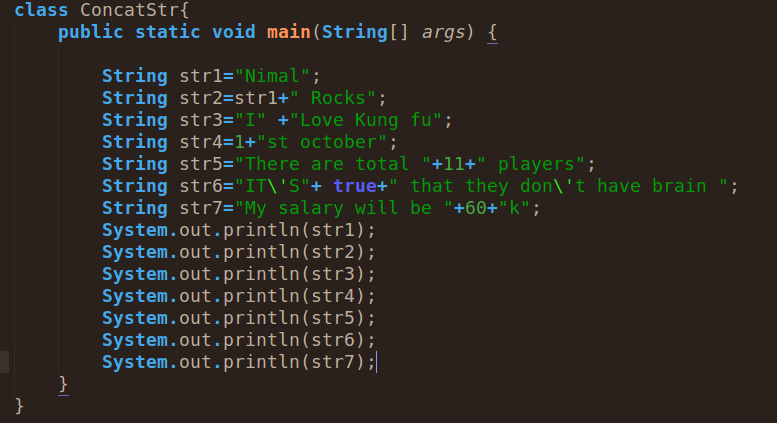 class ConcatStr{
    public static void main(String[] args) {

        String str1="Nimal";
        String str2=str1+" Rocks";
        String str3="I" +"Love Kung fu";
        String str4=1+"st october";
        String str5="There are total "+11+" players";
        String str6="IT\'S"+ true+" that they don\'t have brain ";
        String str7="My salary will be "+60+"k";
        System.out.println(str1);
        System.out.println(str2);
        System.out.println(str3);
        System.out.println(str4);
        System.out.println(str5);
        System.out.println(str6);
        System.out.println(str7);
    }
}